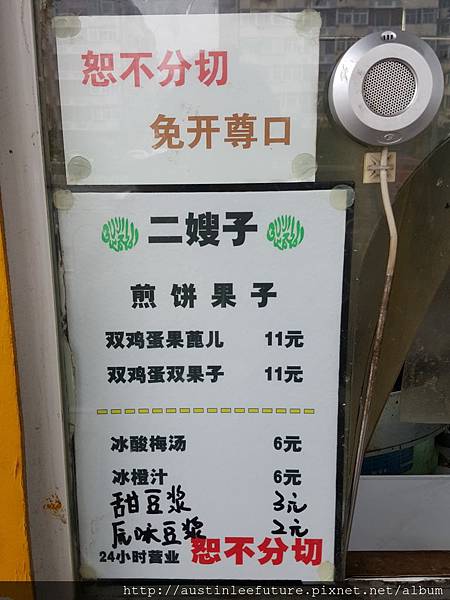 恕不分切
免开尊口
二嫂子
煎饼果子
双鸡蛋果蓖儿 11元
双鸡蛋双果子 11元
冰酸梅汤 6元
冰橙汁 6元
甜豆浆 3元
原味豆浆 2元
24小时营业 恕不分切
http://austinleefuture.pixnet.net/album